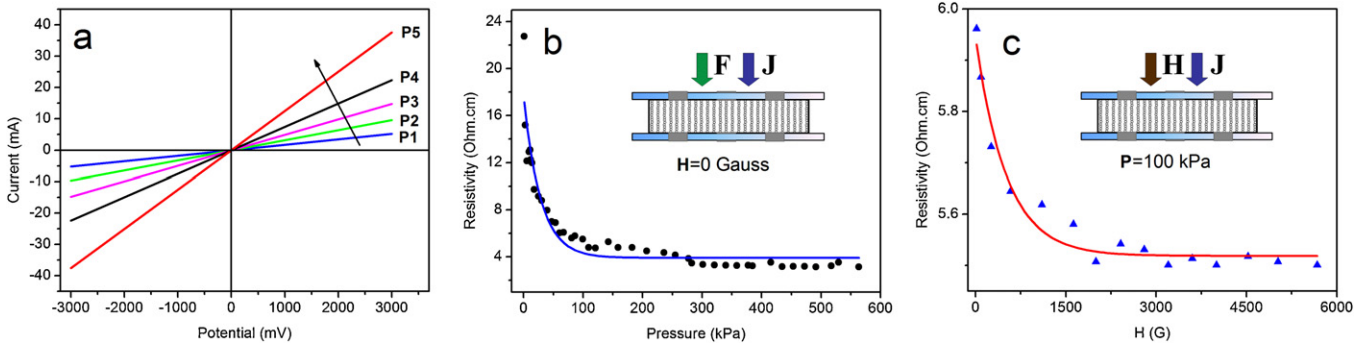 a
Current (mA)
40
30
20
10
0
-10
-20
-30
-40
P5
P4
P3
P2
P1
-3000 -2000 -1000 0 1000 2000 3000
Potential (mV)
b
Resistivity (Ohm.cm)
24
20
16
12
8
4
F J
H=0 Gauss
0 100 200 300 400 500 600
Pressure (kPa)
c
Resistivity (Ohm.cm)
6.0
5.8
5.6
H J
P=100 kPa
0 1500 3000 4500 6000
H (G)